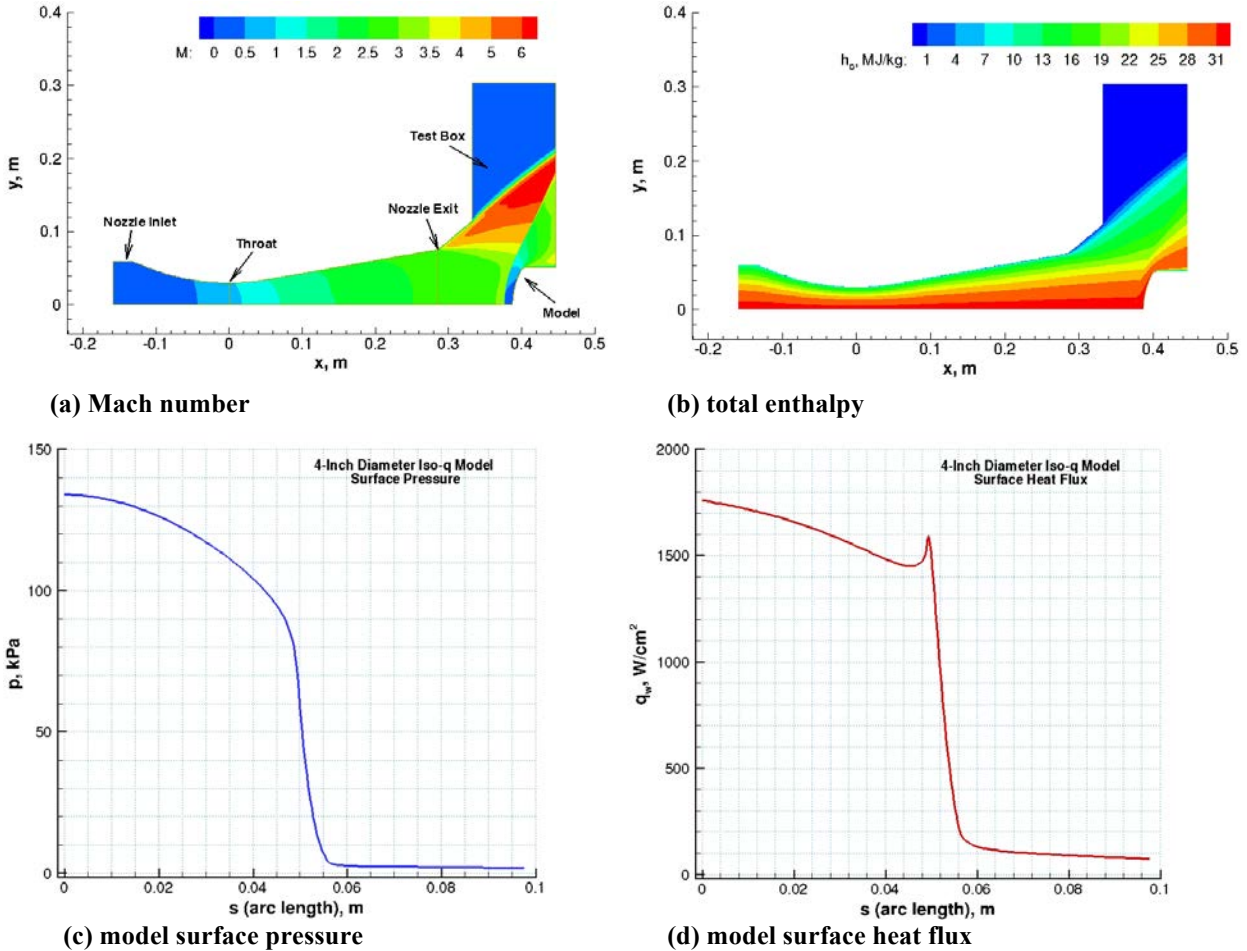 M: 0 0.5 1 1.5 2 2.5 3 3.5 4 5 6
0.4
0.3
0.2
0.1
0
y, m
Test Box
Nozzle Exit
Nozzle Inlet
Throat
Model
-0.2 -0.1 0 0.1 0.2 0.3 0.4 0.5
x, m
(a) Mach number
h₀, MJ/kg: 1 4 7 10 13 16 19 22 25 28 31
0.4
0.3
0.2
0.1
0
y, m
-0.2 -0.1 0 0.1 0.2 0.3 0.4 0.5
x, m
(b) total enthalpy
150
100
50
0
p, kPa
4-Inch Diameter Iso-q Model
Surface Pressure
0 0.02 0.04 0.06 0.08 0.1
s (arc length), m
(c) model surface pressure
2000
1500
1000
500
0
q_w, W/cm²
4-Inch Diameter Iso-q Model
Surface Heat Flux
0 0.02 0.04 0.06 0.08 0.1
s (arc length), m
(d) model surface heat flux